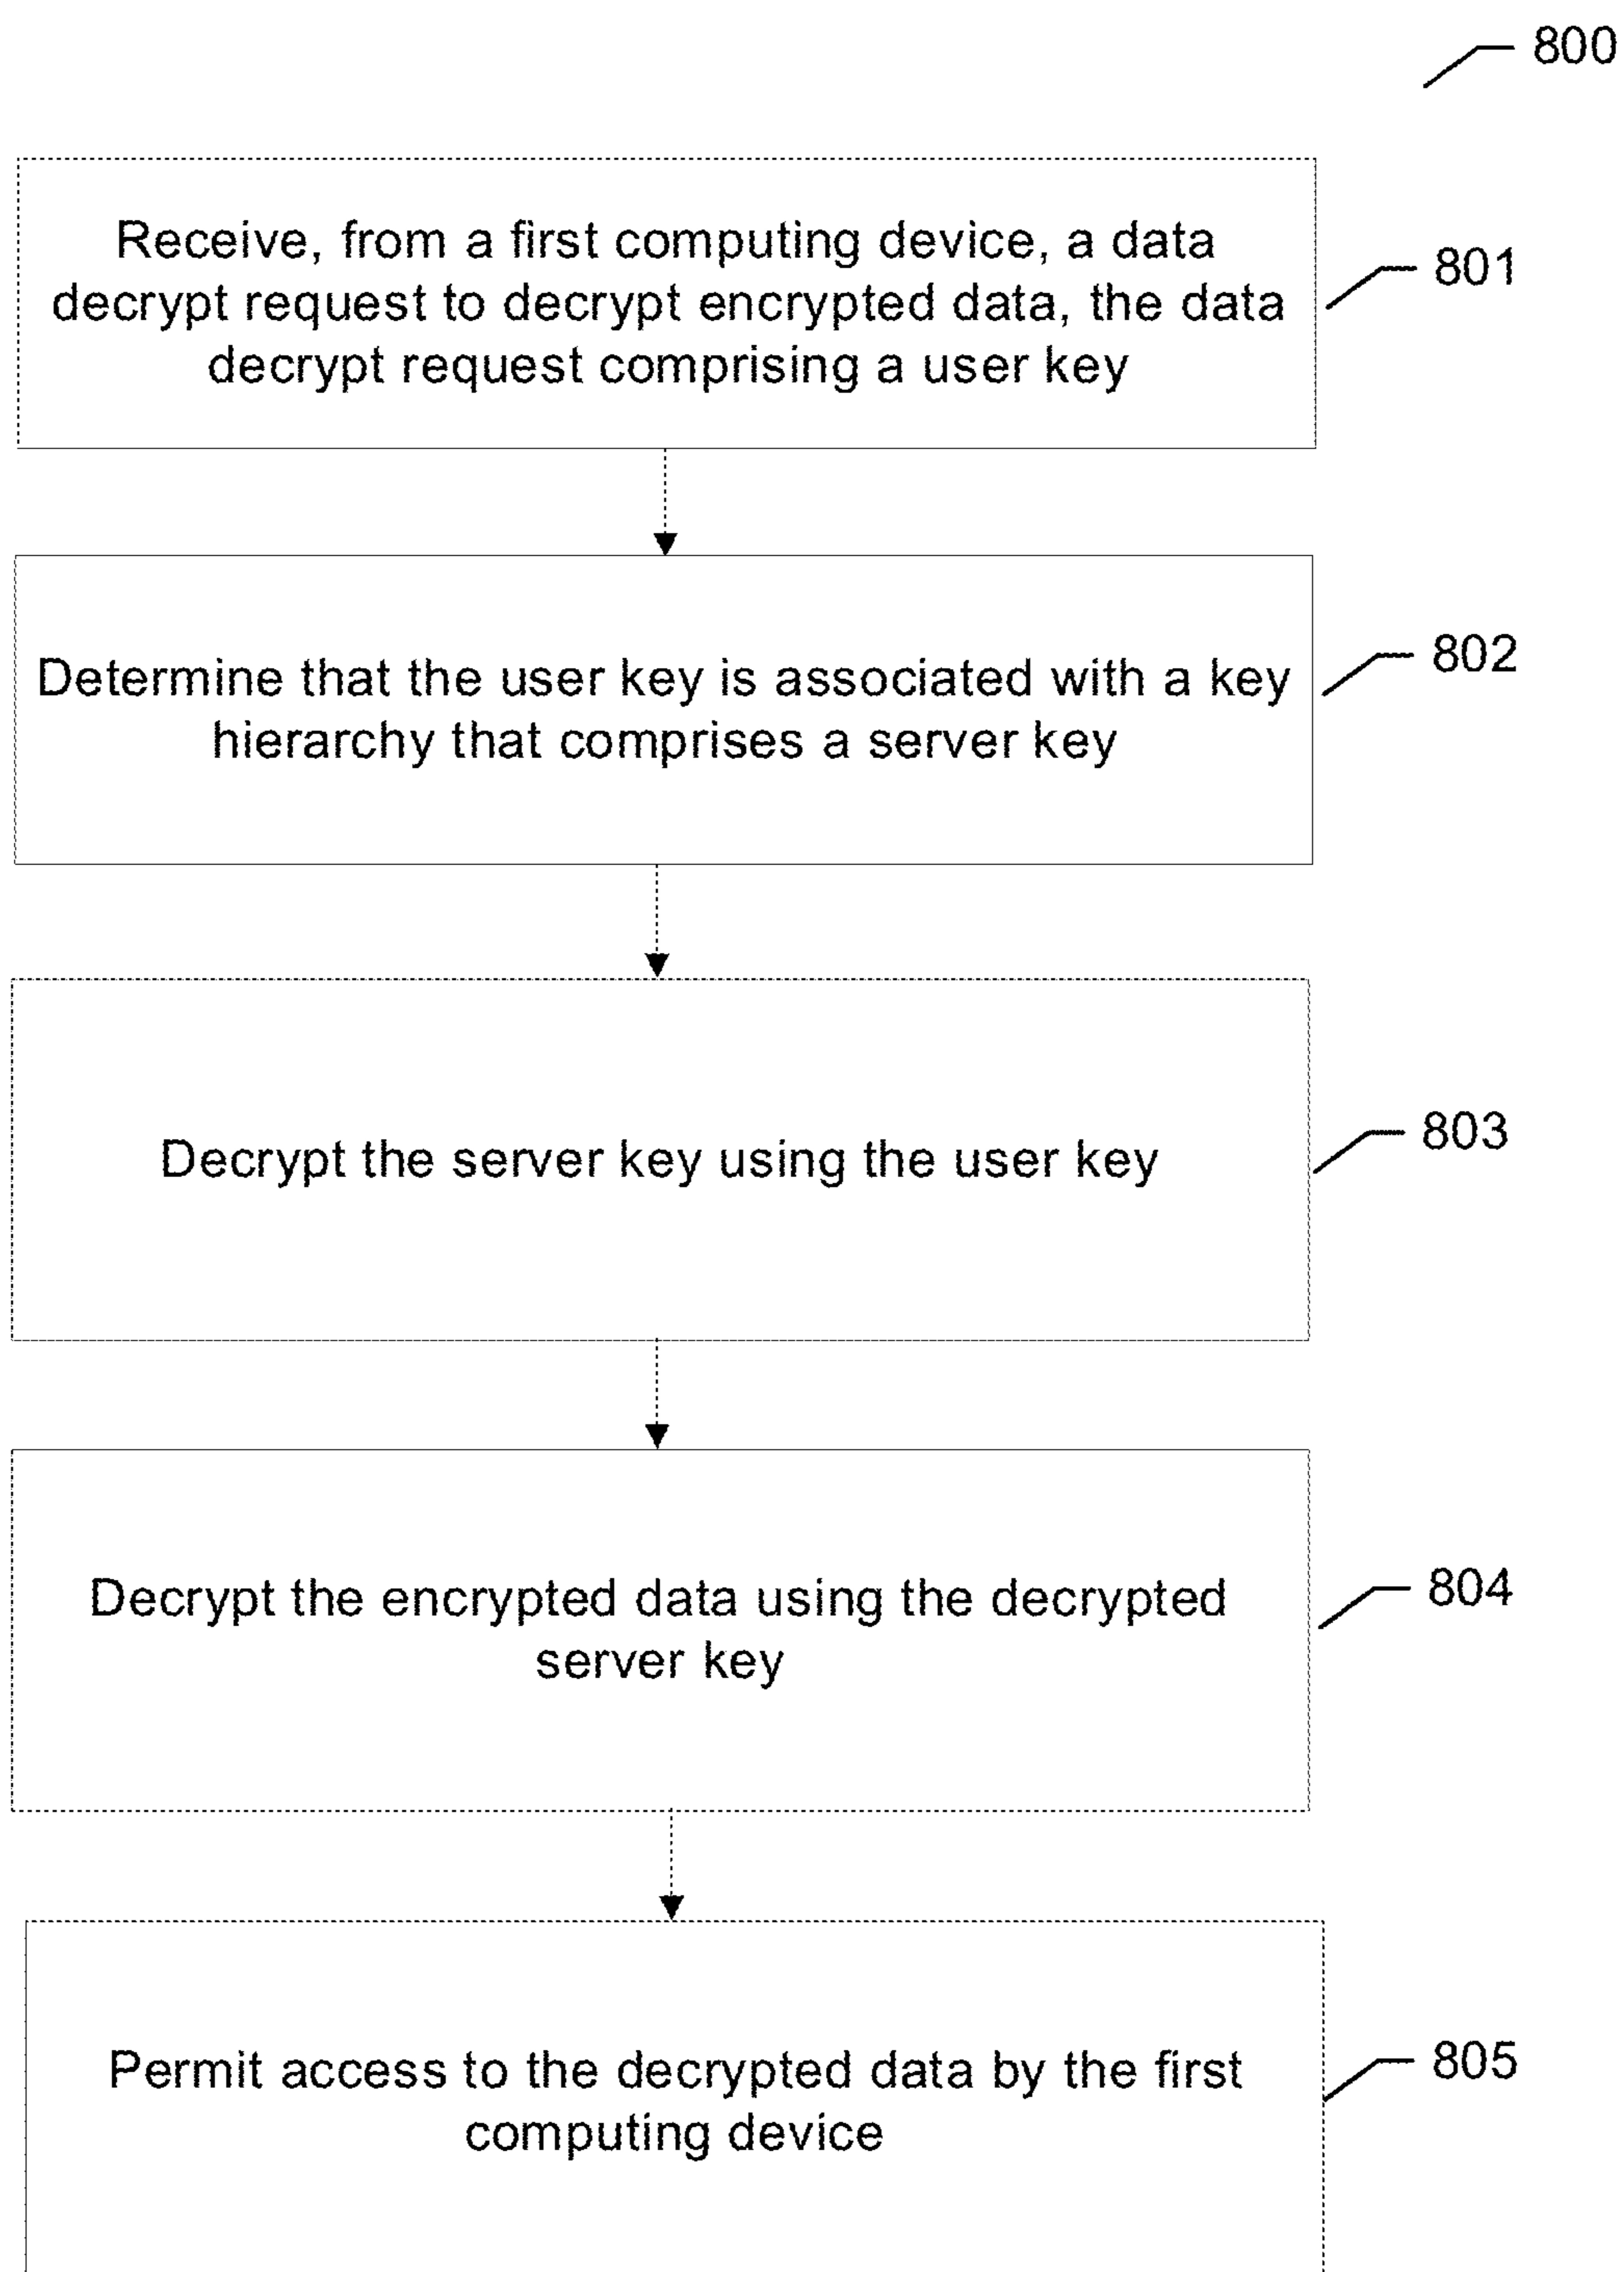 800
Receive, from a first computing device, a data
decrypt request to decrypt encrypted data, the data
decrypt request comprising a user key
801
Determine that the user key is associated with a key
hierarchy that comprises a server key
802
Decrypt the server key using the user key
803
Decrypt the encrypted data using the decrypted
server key
804
Permit access to the decrypted data by the first
computing device
805